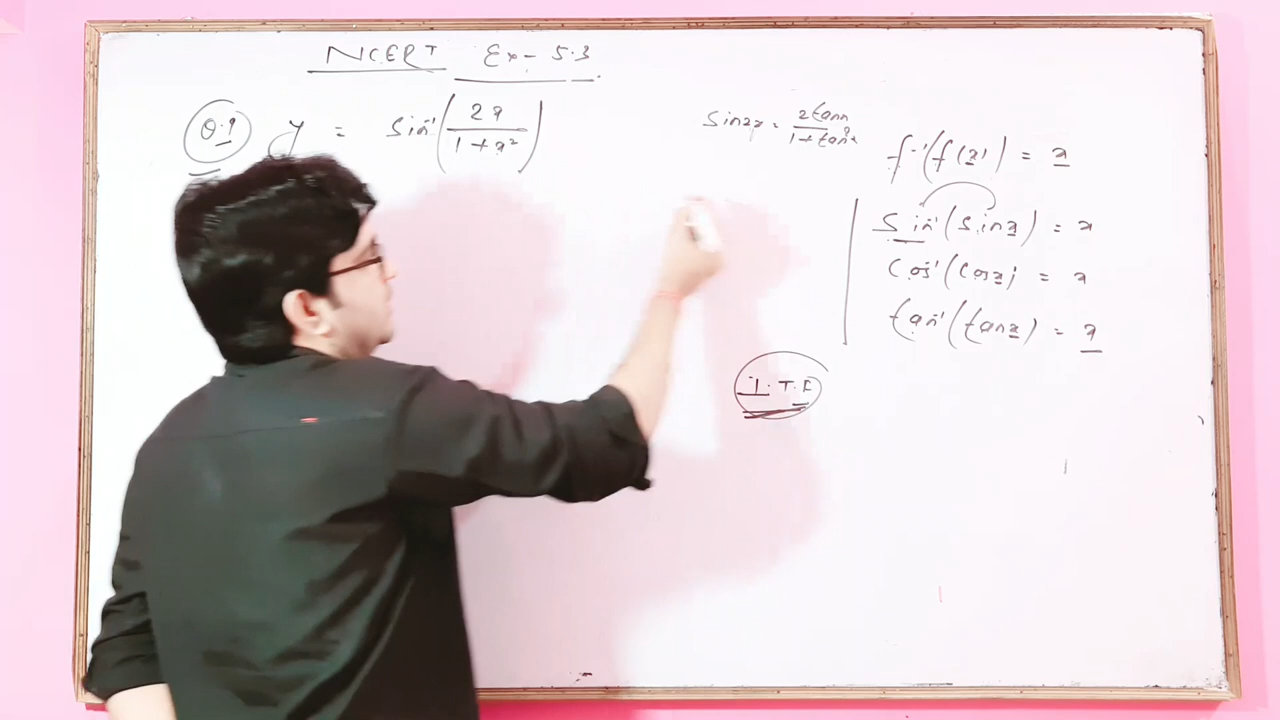 NCERT Ex - 5.3
Q.9 y = sin⁻¹(2x/1+x²)
sin2x = 2tanx/1+tan²x
f⁻¹(f(x)) = x
sin⁻¹(sinx) = x
cos⁻¹(cosx) = x
tan⁻¹(tanx) = x
I.T.F